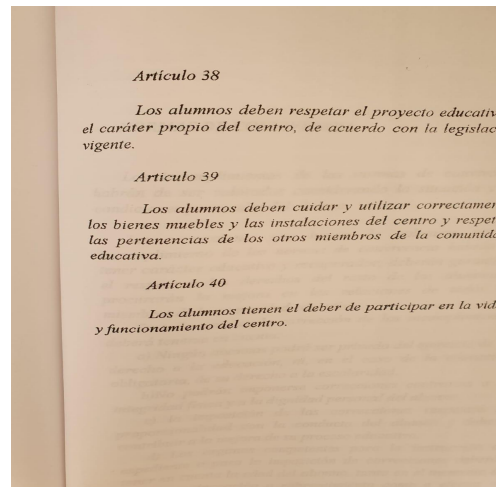 Artículo 38
Los alumnos deben respetar el proyecto educativ
el caráter propio del centro, de acuerdo con la legislac
vigente.
Artículo 39
Los alumnos deben cuidar y utilizar correctamen
los bienes muebles y las instalaciones del centro y respet
las pertenencias de los otros miembros de la comunida
educativa.
Artículo 40
Los alumnos tienen el deber de participar en la vid
y funcionamiento del centro.